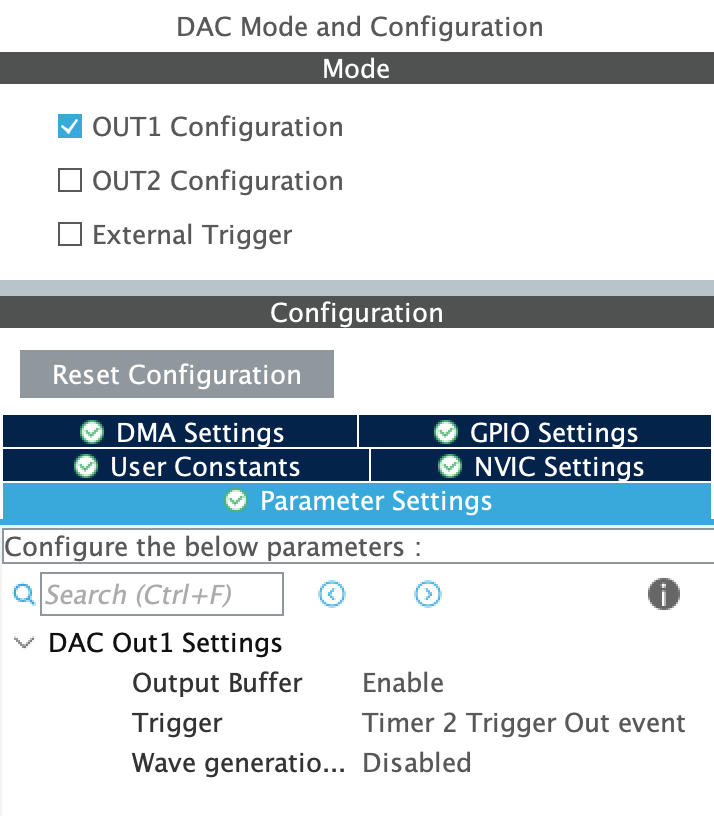 DAC Mode and Configuration
Mode
OUT1 Configuration
OUT2 Configuration
External Trigger
Configuration
Reset Configuration
DMA Settings GPIO Settings
User Constants NVIC Settings
Parameter Settings
Configure the below parameters :
Search (Ctrl+F)
DAC Out1 Settings
Output Buffer Enable
Trigger Timer 2 Trigger Out event
Wave generatio... Disabled